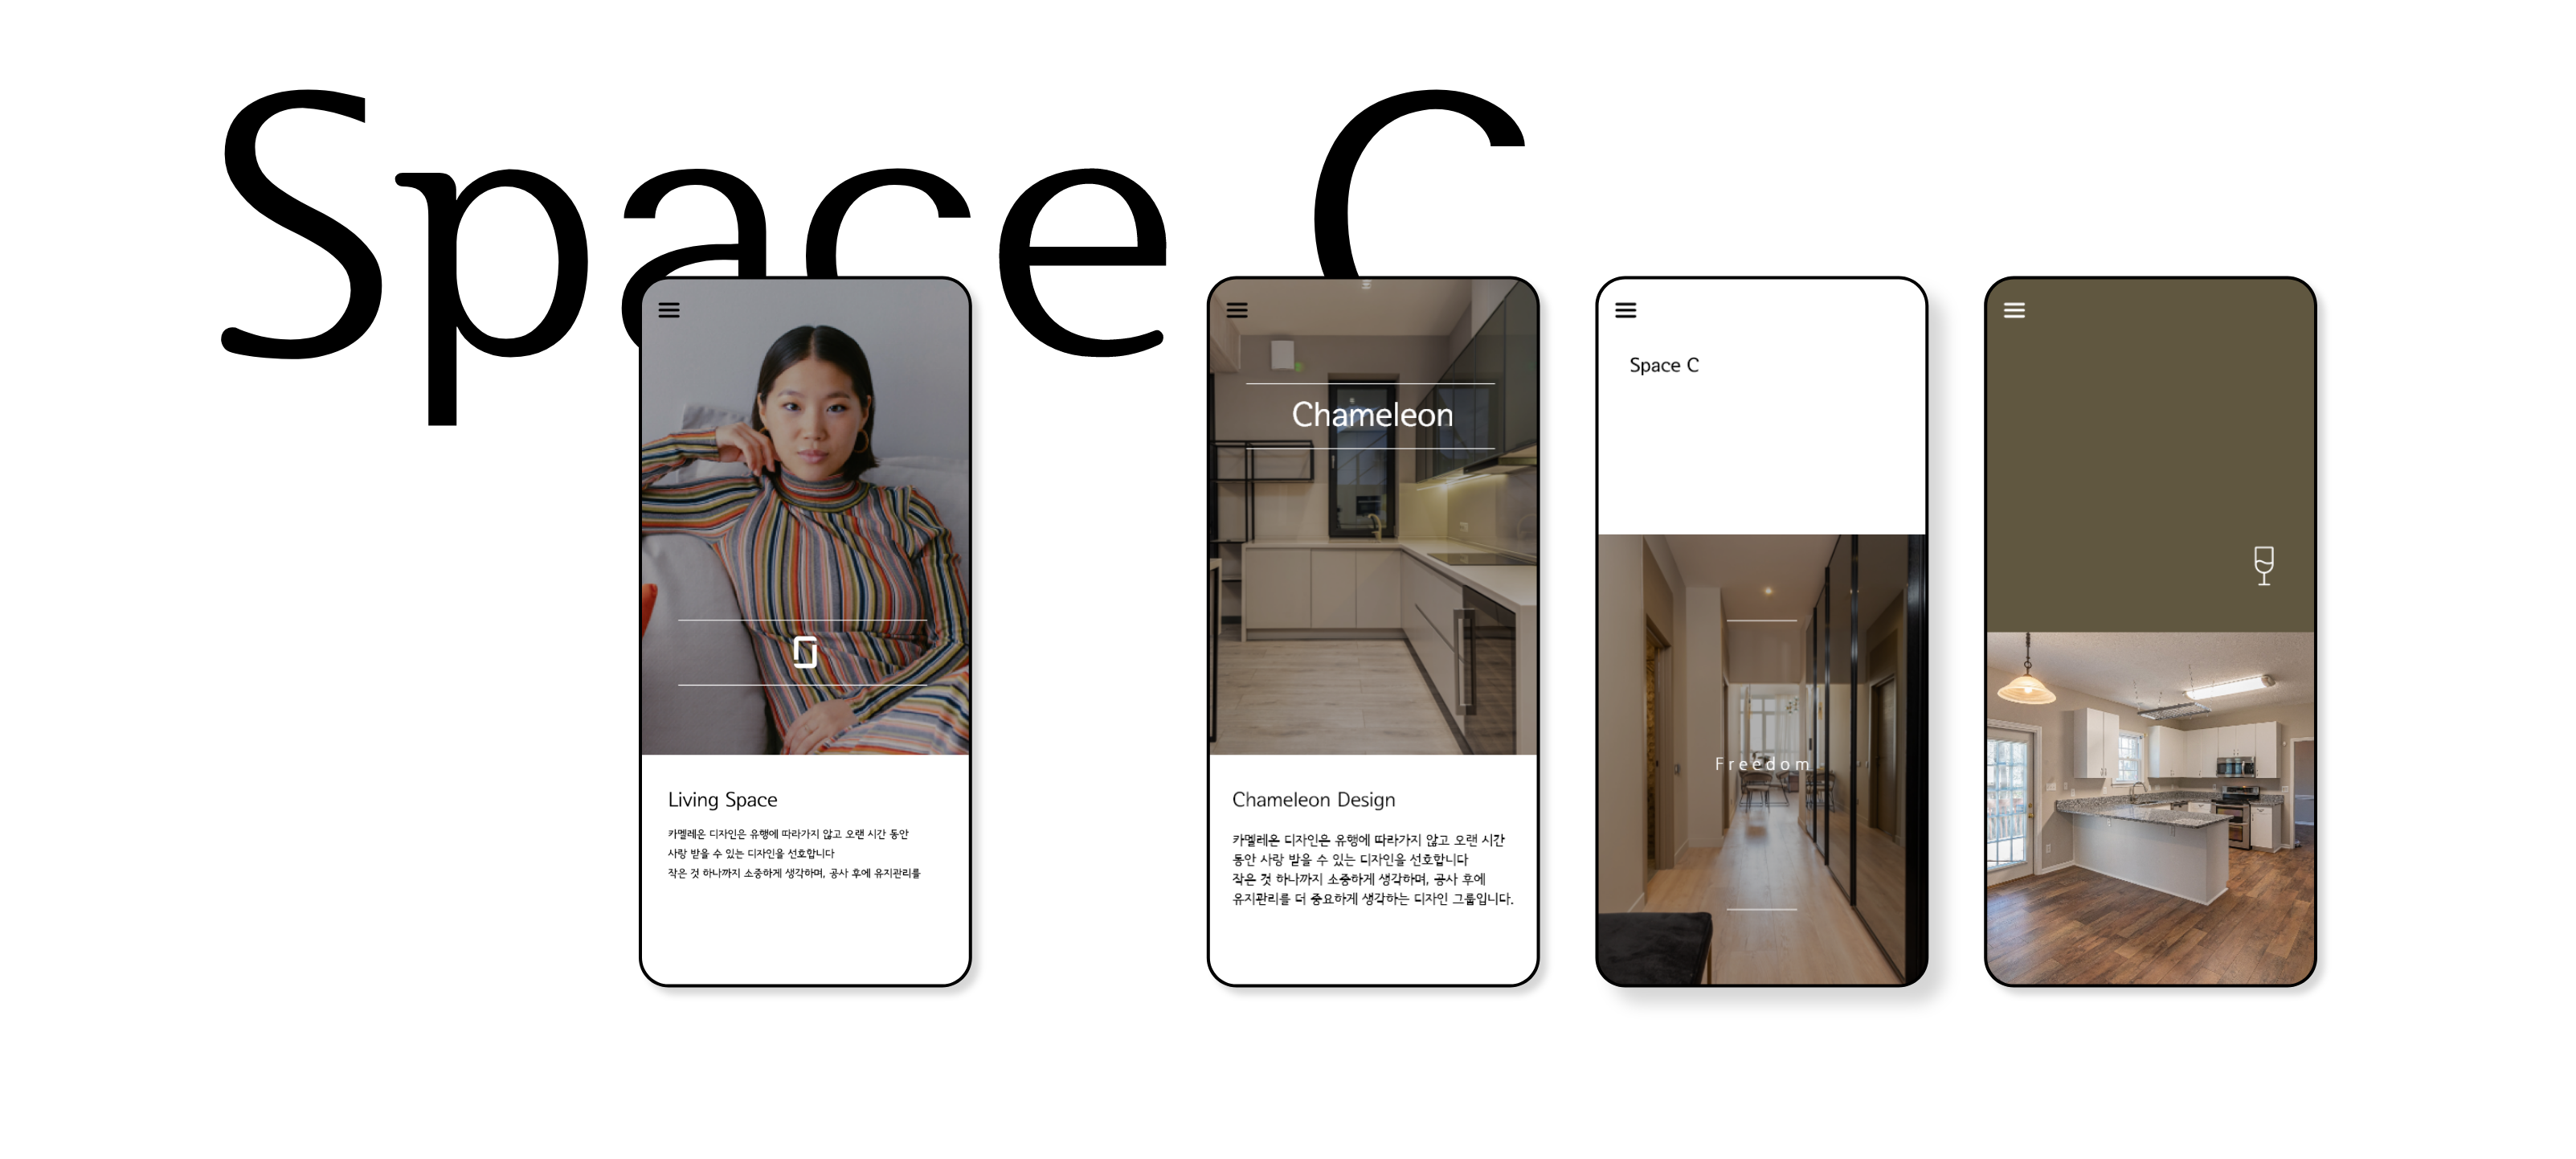 Space C
Living Space
카멜레온 디자인은 유행에 따라가지 않고 오랜 시간 동안
사랑 받을 수 있는 디자인을 선호합니다
작은 것 하나까지 소중하게 생각하며, 공사 후에 유지관리를
Chameleon
Chameleon Design
카멜레온 디자인은 유행에 따라가지 않고 오랜 시간
동안 사랑 받을 수 있는 디자인을 선호합니다
작은 것 하나까지 소중하게 생각하며, 공사 후에
유지관리를 더 중요하게 생각하는 디자인 그룹입니다.
Space C
Freedom